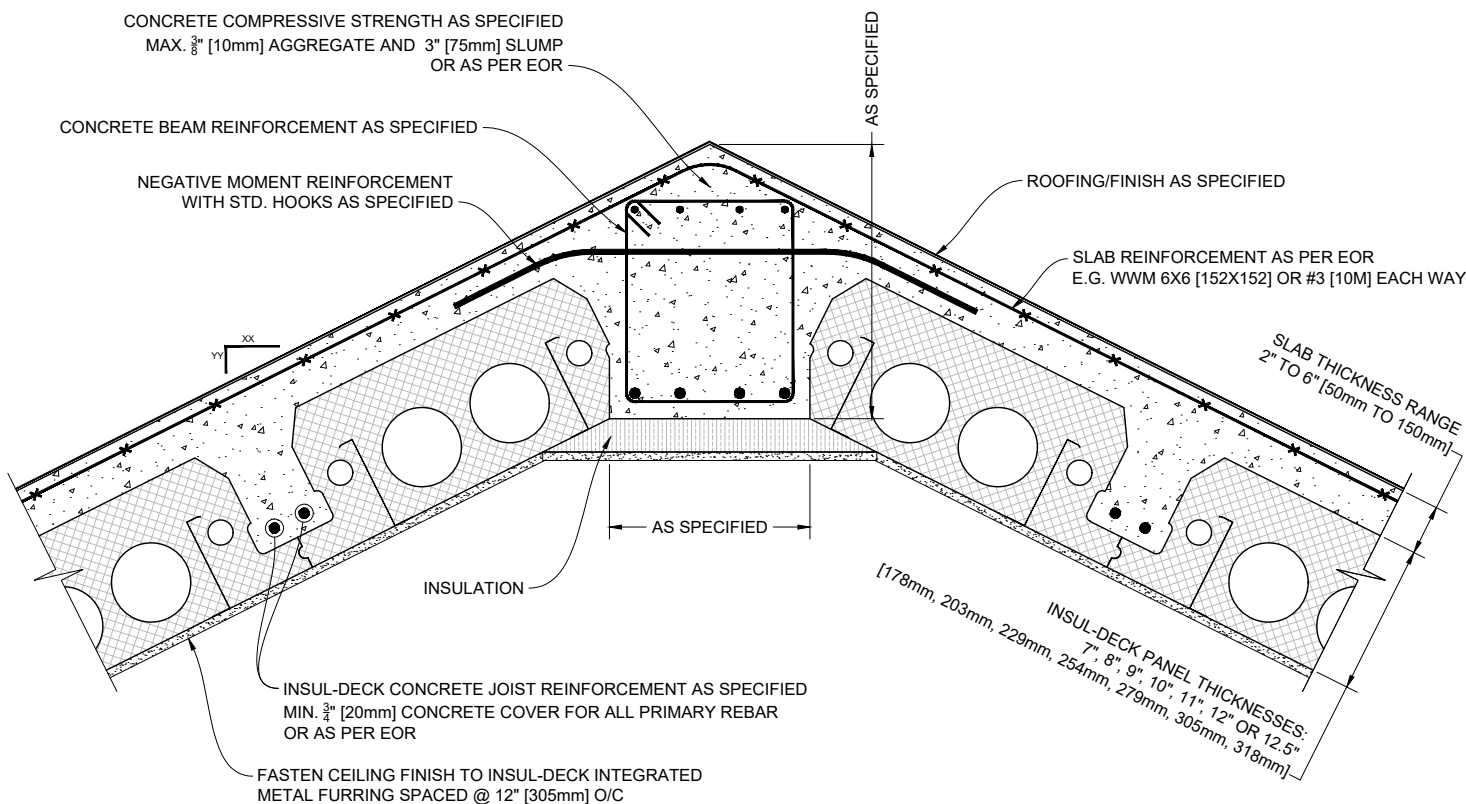 CONCRETE COMPRESSIVE STRENGTH AS SPECIFIED
MAX. 3/8" [10mm] AGGREGATE AND 3" [75mm] SLUMP
OR AS PER EOR
AS SPECIFIED
CONCRETE BEAM REINFORCEMENT AS SPECIFIED
NEGATIVE MOMENT REINFORCEMENT
WITH STD. HOOKS AS SPECIFIED
ROOFING/FINISH AS SPECIFIED
SLAB REINFORCEMENT AS PER EOR
E.G. WWM 6X6 [152X152] OR #3 [10M] EACH WAY
XX
YY
SLAB THICKNESS RANGE
2" TO 6" [50mm TO 150mm]
AS SPECIFIED
INSULATION
INSUL-DECK PANEL THICKNESSES:
7", 8", 9", 10", 11", 12" OR 12.5"
[178mm, 203mm, 229mm, 254mm, 279mm, 305mm, 318mm]
INSUL-DECK CONCRETE JOIST REINFORCEMENT AS SPECIFIED
MIN. 3/4" [20mm] CONCRETE COVER FOR ALL PRIMARY REBAR
OR AS PER EOR
FASTEN CEILING FINISH TO INSUL-DECK INTEGRATED
METAL FURRING SPACED @ 12" [305mm] O/C